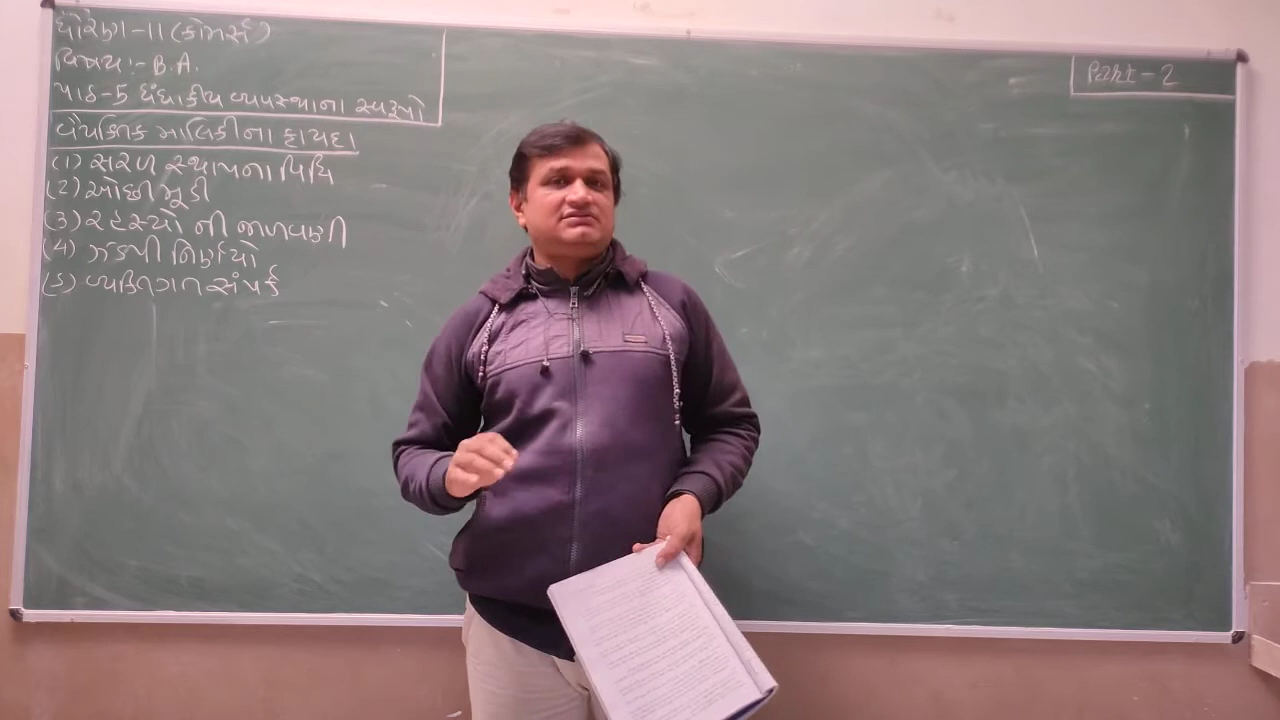 ધોરણ-11 (કોમર્સ)
વિષય:- B.A.
પાઠ-5 ધંધાકીય વ્યવસ્થાના સ્વરૂપો
Part-2
વૈયક્તિક માલિકીના ફાયદા
(1) સરળ સ્થાપના વિધિ
(2) ઓછી મૂડી
(3) રહસ્યો ની જાળવણી
(4) ઝડપી નિર્ણયો
(5) વ્યક્તિગત સંપર્ક